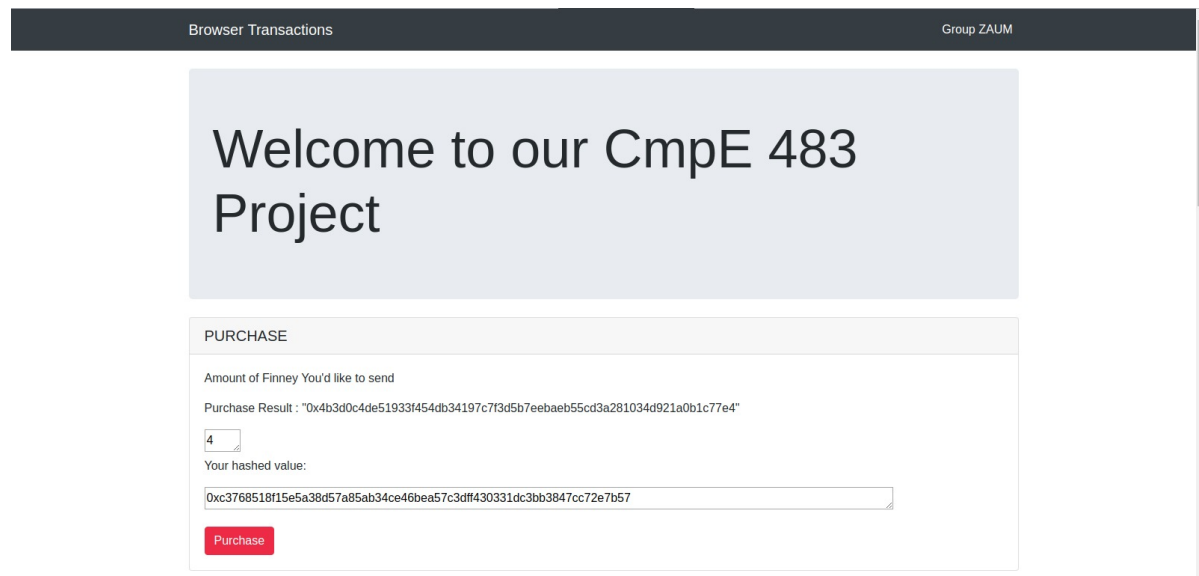 Browser Transactions
Group ZAUM
Welcome to our CmpE 483
Project
PURCHASE
Amount of Finney You'd like to send
Purchase Result : "0x4b3d0c4de51933f454db34197c7f3d5b7eebaeb55cd3a281034d921a0b1c77e4"
4
Your hashed value:
0xc3768518f15e5a38d57a85ab34ce46bea57c3dff430331dc3bb3847cc72e7b57
Purchase